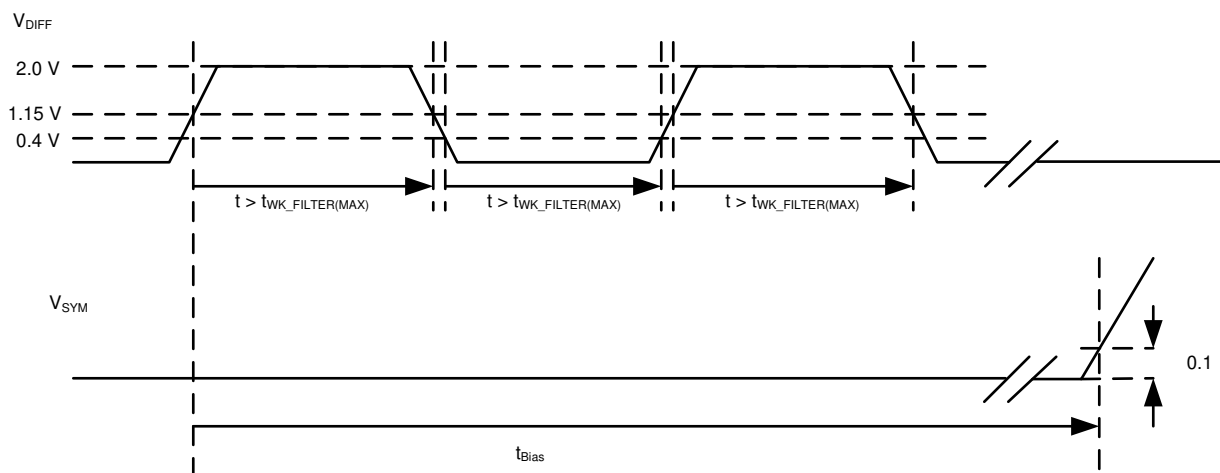 VDIFF
2.0 V
1.15 V
0.4 V
t > tWK_FILTER(MAX)
t > tWK_FILTER(MAX)
t > tWK_FILTER(MAX)
VSYM
0.1
tBias